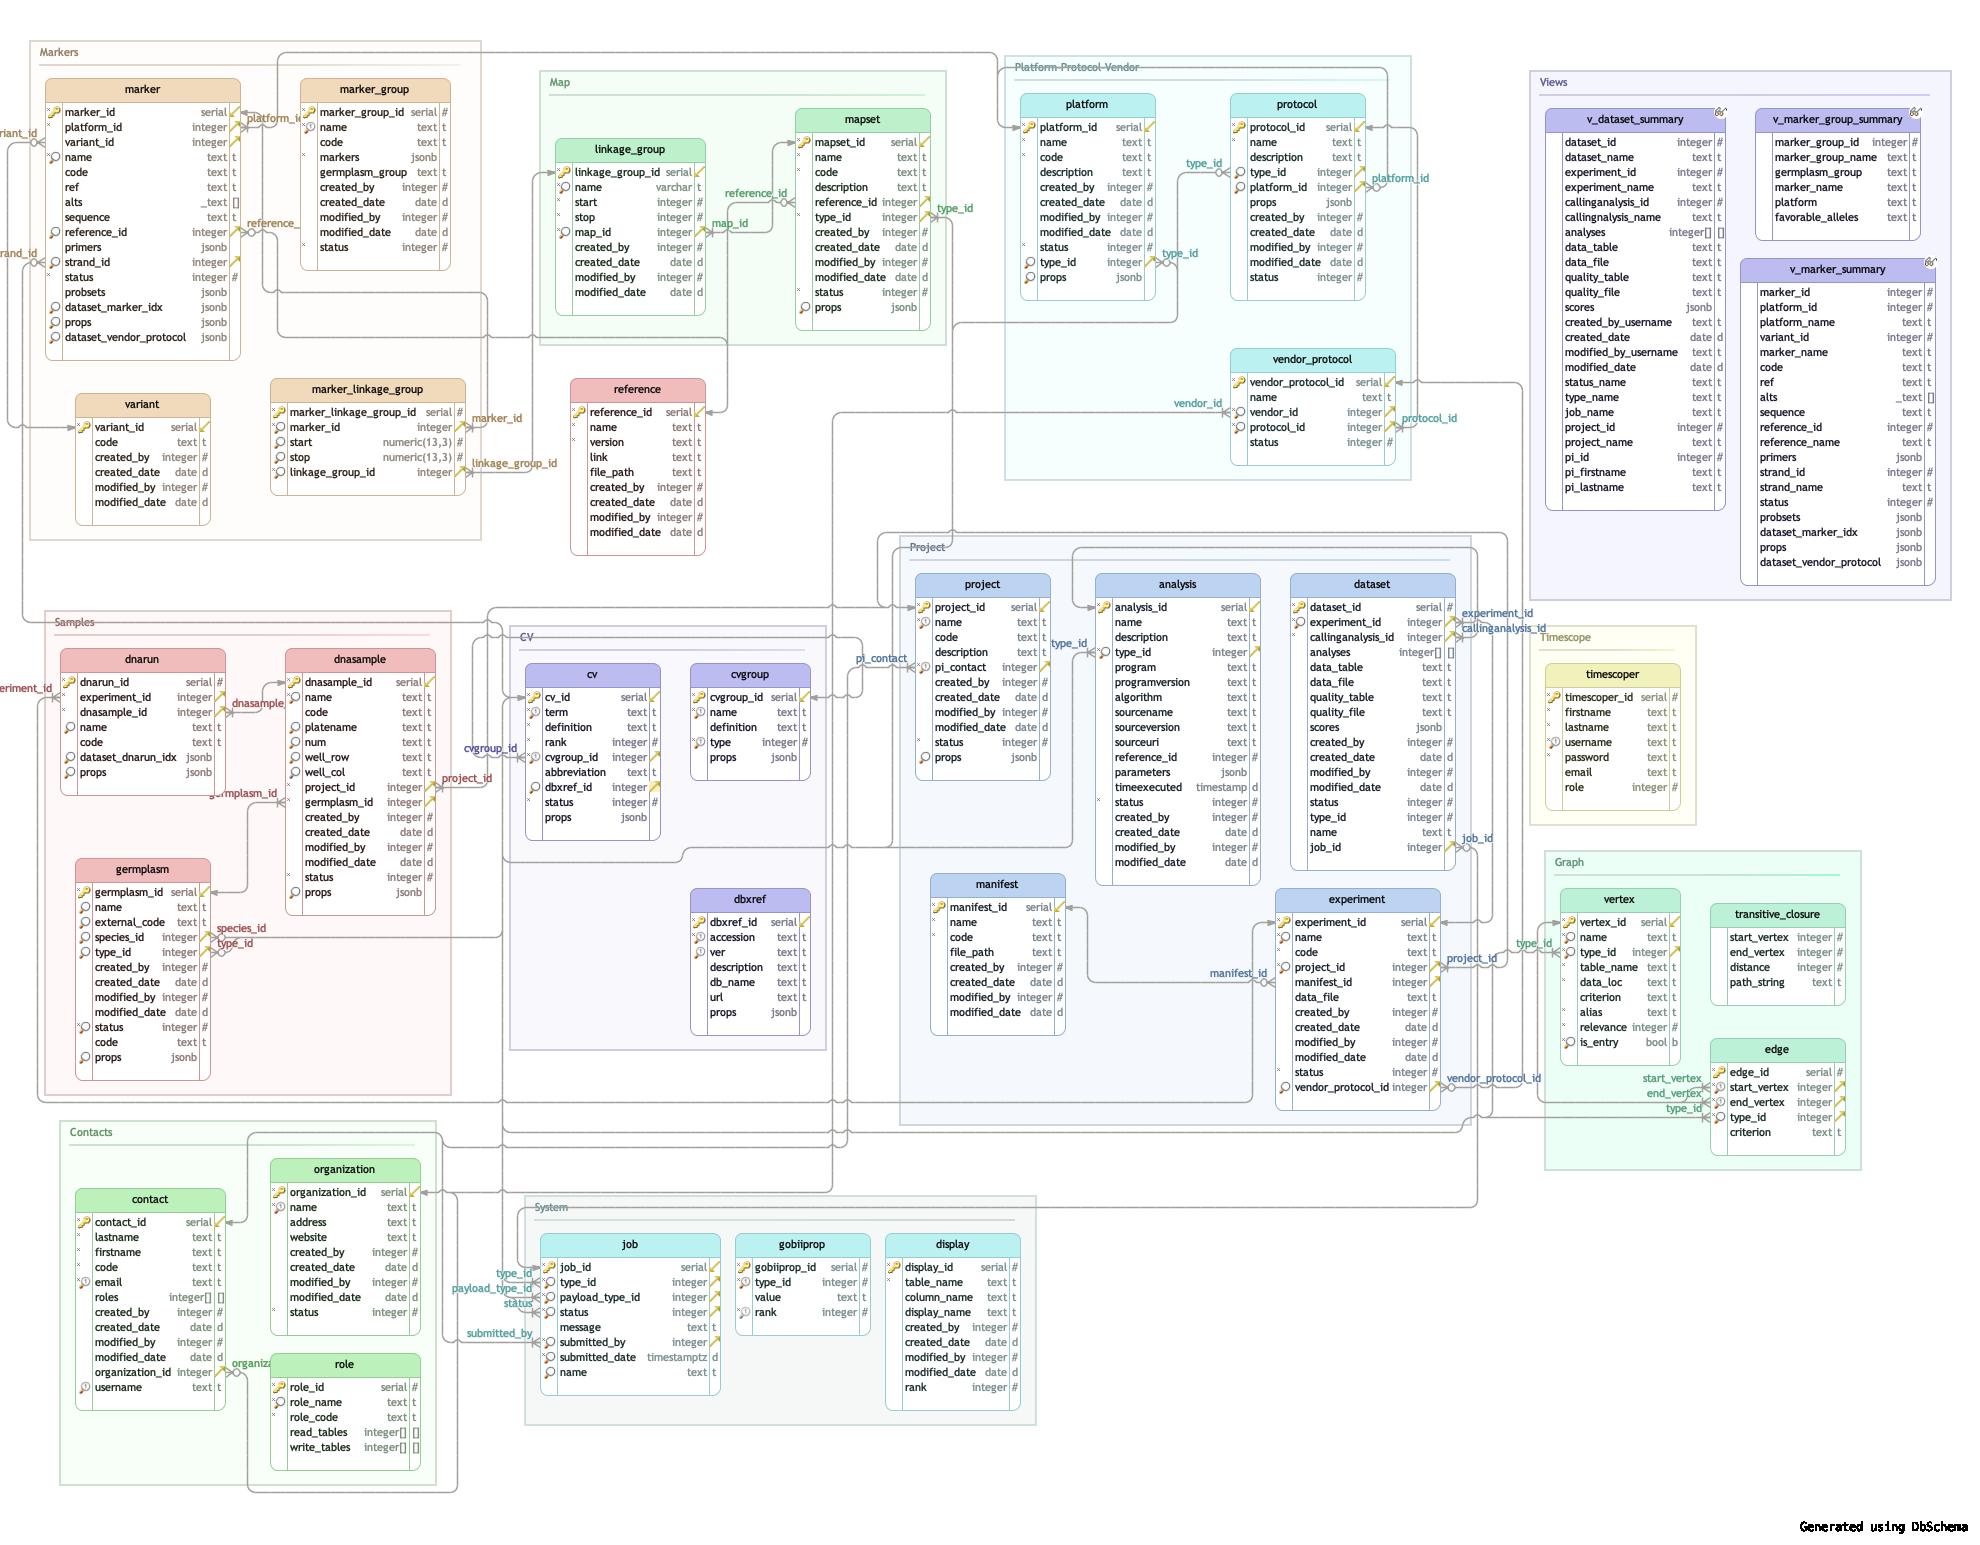 Markers
marker
marker_id serial
platform_id integer
variant_id integer
name text t
code text t
ref text t
alts _text []
sequence text t
reference_id integer
primers jsonb
strand_id integer
status integer #
probsets jsonb
dataset_marker_idx jsonb
props jsonb
dataset_vendor_protocol jsonb
marker_group
marker_group_id serial #
name text t
code text t
markers jsonb
germplasm_group text t
created_by integer #
created_date date d
modified_by integer #
modified_date date d
status integer #
variant
variant_id serial
code text t
created_by integer #
created_date date d
modified_by integer #
modified_date date d
marker_linkage_group
marker_linkage_group_id serial #
marker_id integer
start numeric(13,3) #
stop numeric(13,3) #
linkage_group_id integer
riant_id
rand_id
platform_i
reference_
marker_id
linkage_group_id
Map
linkage_group
linkage_group_id serial
name varchar t
start integer #
stop integer #
map_id integer
created_by integer #
created_date date d
modified_by integer #
modified_date date d
mapset
mapset_id serial
name text t
code text t
description text t
reference_id integer
type_id integer
created_by integer #
created_date date d
modified_by integer #
modified_date date d
status integer #
props jsonb
reference_id
map_id
type_id
reference
reference_id serial
name text t
version text t
link text t
file_path text t
created_by integer #
created_date date d
modified_by integer #
modified_date date d
Platform-Protocol-Vendor
platform
platform_id serial
name text t
code text t
description text t
created_by integer #
created_date date d
modified_by integer #
modified_date date d
status integer #
type_id integer
props jsonb
protocol
protocol_id serial
name text t
description text t
type_id integer
platform_id integer
props jsonb
created_by integer #
created_date date d
modified_by integer #
modified_date date d
status integer #
vendor_protocol
vendor_protocol_id serial
name text t
vendor_id integer
protocol_id integer
status integer #
type_id
platform_id
type_id
vendor_id
protocol_id
Views
v_dataset_summary
dataset_id integer #
dataset_name text t
experiment_id integer #
experiment_name text t
callinganalysis_id integer #
callingnalysis_name text t
analyses integer[] []
data_table text t
data_file text t
quality_table text t
quality_file text t
scores jsonb
created_by_username text t
created_date date d
modified_by_username text t
modified_date date d
status_name text t
type_name text t
job_name text t
project_id integer #
project_name text t
pi_id integer #
pi_firstname text t
pi_lastname text t
v_marker_group_summary
marker_group_id integer #
marker_group_name text t
germplasm_group text t
marker_name text t
platform text t
favorable_alleles text t
v_marker_summary
marker_id integer #
platform_id integer #
platform_name text t
variant_id integer #
marker_name text t
code text t
ref text t
alts _text []
sequence text t
reference_id integer #
reference_name text t
primers jsonb
strand_id integer #
strand_name text t
status integer #
probsets jsonb
dataset_marker_idx jsonb
props jsonb
dataset_vendor_protocol jsonb
Samples
dnarun
dnarun_id serial #
experiment_id integer
dnasample_id integer
name text t
code text t
dataset_dnarun_idx jsonb
props jsonb
dnasample
dnasample_id serial
name text t
code text t
platename text t
num text t
well_row text t
well_col text t
project_id integer
germplasm_id integer
created_by integer #
created_date date d
modified_by integer #
modified_date date d
status integer #
props jsonb
germplasm
germplasm_id serial
name text t
external_code text t
species_id integer
type_id integer
created_by integer #
created_date date d
modified_by integer #
modified_date date d
status integer #
code text t
props jsonb
eriment_id
dnasample_
project_id
germplasm_id
species_id
type_id
CV
cv
cv_id serial
term text t
definition text t
rank integer #
cvgroup_id integer
abbreviation text t
dbxref_id integer
status integer #
props jsonb
cvgroup
cvgroup_id serial
name text t
definition text t
type integer #
props jsonb
dbxref
dbxref_id serial
accession text t
ver text t
description text t
db_name text t
url text t
props jsonb
cvgroup_id
Project
project
project_id serial
name text t
code text t
description text t
pi_contact integer
created_by integer #
created_date date d
modified_by integer #
modified_date date d
status integer #
props jsonb
analysis
analysis_id serial
name text t
description text t
type_id integer
program text t
programversion text t
algorithm text t
sourcename text t
sourceversion text t
sourceuri text t
reference_id integer #
parameters jsonb
timeexecuted timestamp d
status integer #
created_by integer #
created_date date d
modified_by integer #
modified_date date d
dataset
dataset_id serial #
experiment_id integer
callinganalysis_id integer
analyses integer[] []
data_table text t
data_file text t
quality_table text t
quality_file text t
scores jsonb
created_by integer #
created_date date d
modified_by integer #
modified_date date d
status integer #
type_id integer #
name text t
job_id integer
manifest
manifest_id serial
name text t
code text t
file_path text t
created_by integer #
created_date date d
modified_by integer #
modified_date date d
experiment
experiment_id serial
name text t
code text t
project_id integer
manifest_id integer
data_file text t
created_by integer #
created_date date d
modified_by integer #
modified_date date d
status integer #
vendor_protocol_id integer
pi_contact
type_id
experiment_id
callinganalysis_id
job_id
manifest_id
project_id
vendor_protocol_id
Timescope
timescoper
timescoper_id serial #
firstname text t
lastname text t
username text t
password text t
email text t
role integer #
Graph
vertex
vertex_id serial
name text t
type_id integer
table_name text t
data_loc text t
criterion text t
alias text t
relevance integer #
is_entry bool b
transitive_closure
start_vertex integer #
end_vertex integer #
distance integer #
path_string text t
edge
edge_id serial #
start_vertex integer
end_vertex integer
type_id integer
criterion text t
type_id
start_vertex
end_vertex
type_id
Contacts
contact
contact_id serial
lastname text t
firstname text t
code text t
email text t
roles integer[] []
created_by integer #
created_date date d
modified_by integer #
modified_date date d
organization_id integer
username text t
organization
organization_id serial
name text t
address text t
website text t
created_by integer #
created_date date d
modified_by integer #
modified_date date d
status integer #
role
role_id serial #
role_name text t
role_code text t
read_tables integer[] []
write_tables integer[] []
organiza
System
job
job_id serial
type_id integer
payload_type_id integer
status integer
message text t
submitted_by integer
submitted_date timestamptz d
name text t
gobiiprop
gobiiprop_id serial #
type_id integer #
value text t
rank integer #
display
display_id serial #
table_name text t
column_name text t
display_name text t
created_by integer #
created_date date d
modified_by integer #
modified_date date d
rank integer #
type_id
payload_type_id
status
submitted_by
Generated using DbSchema